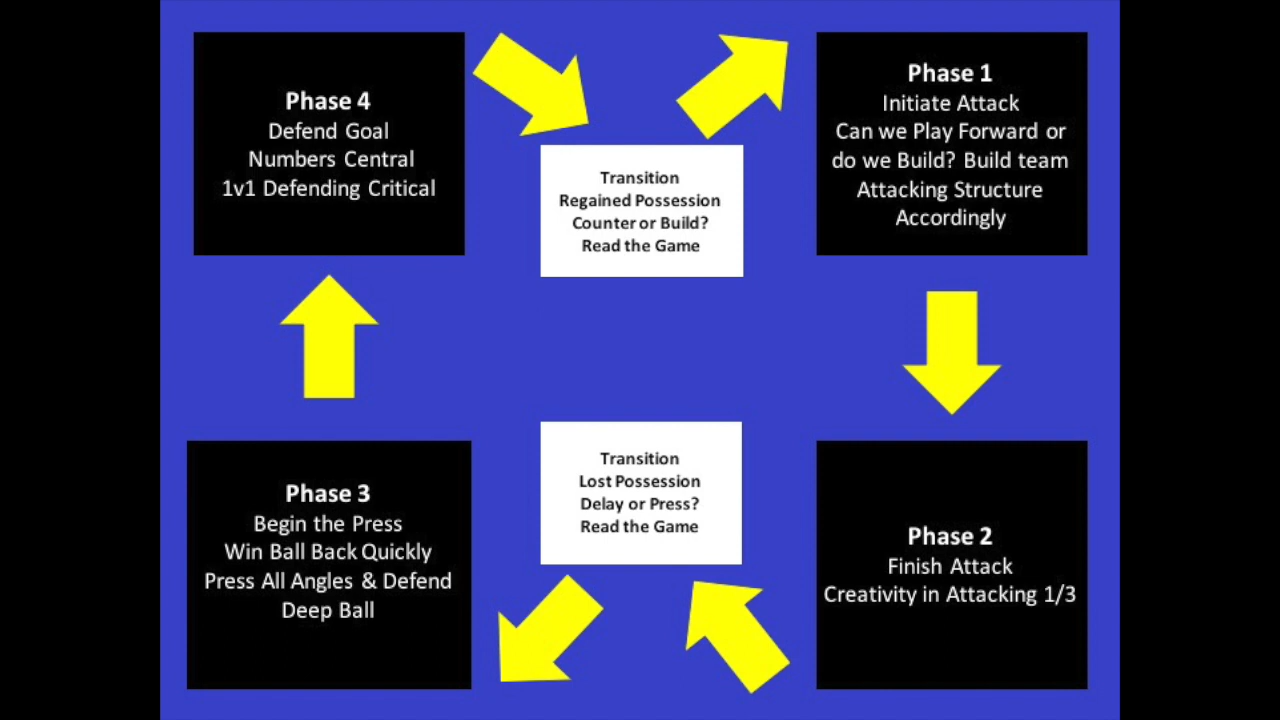 Phase 4
Defend Goal
Numbers Central
1v1 Defending Critical
Transition
Regained Possession
Counter or Build?
Read the Game
Phase 1
Initiate Attack
Can we Play Forward or
do we Build? Build team
Attacking Structure
Accordingly
Phase 3
Begin the Press
Win Ball Back Quickly
Press All Angles & Defend
Deep Ball
Transition
Lost Possession
Delay or Press?
Read the Game
Phase 2
Finish Attack
Creativity in Attacking 1/3